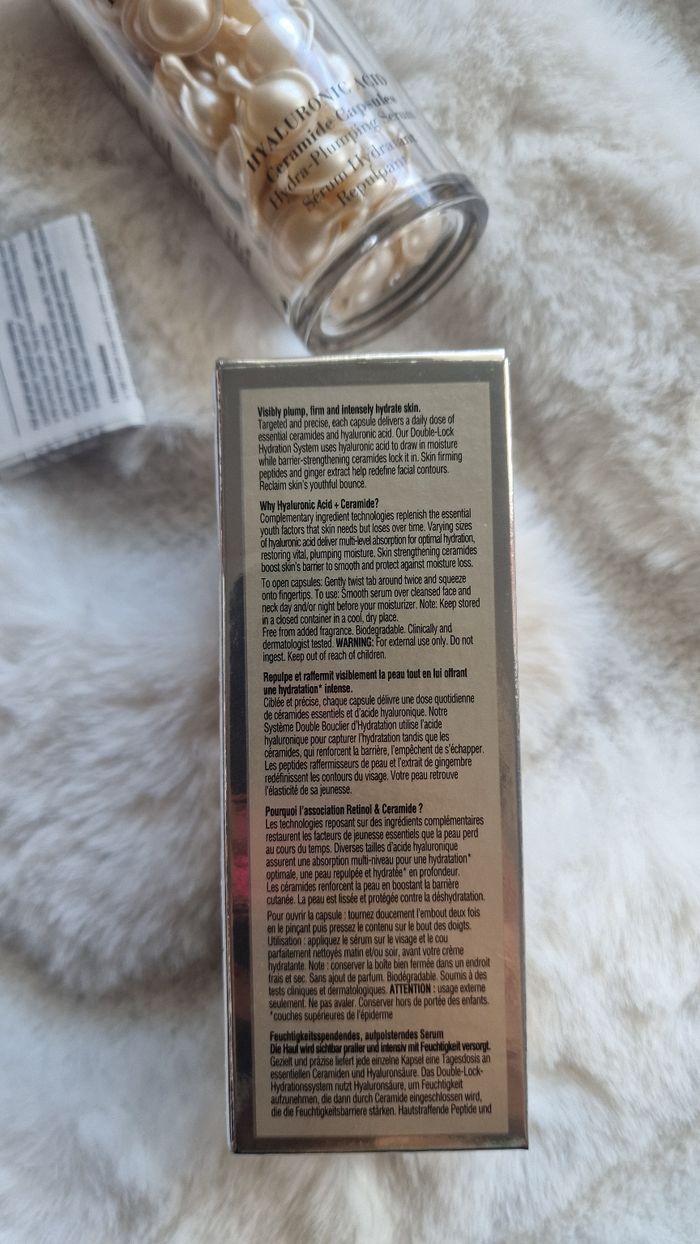 HYALURONIC ACID
Ceramide Capsules
Hydra-Plumping Serum
Sérum Hydratant
Repulpant
Visibly plump, firm and intensely hydrate skin.
Targeted and precise, each capsule delivers a daily dose of
essential ceramides and hyaluronic acid. Our Double-Lock
Hydration System uses hyaluronic acid to draw in moisture
while barrier-strengthening ceramides lock it in. Skin firming
peptides and ginger extract help redefine facial contours.
Reclaim skin's youthful bounce.
Why Hyaluronic Acid + Ceramide?
Complementary ingredient technologies replenish the essential
youth factors that skin needs but loses over time. Varying sizes
of hyaluronic acid deliver multi-level absorption for optimal hydration,
restoring vital, plumping moisture. Skin strengthening ceramides
boost skin's barrier to smooth and protect against moisture loss.
To open capsules: Gently twist tab around twice and squeeze
onto fingertips. To use: Smooth serum over cleansed face and
neck day and/or night before your moisturizer. Note: Keep stored
in a closed container in a cool, dry place.
Free from added fragrance. Biodegradable. Clinically and
dermatologist tested. WARNING: For external use only. Do not
ingest. Keep out of reach of children.
Repulpe et raffermit visiblement la peau tout en lui offrant
une hydratation* intense.
Ciblée et précise, chaque capsule délivre une dose quotidienne
de céramides essentiels et d'acide hyaluronique. Notre
Système Double Bouclier d'Hydratation utilise l'acide
hyaluronique pour capturer l'hydratation tandis que les
céramides, qui renforcent la barrière, l'empêchent de s'échapper.
Les peptides raffermisseurs de peau et l'extrait de gingembre
redéfinissent les contours du visage. Votre peau retrouve
l'élasticité de sa jeunesse.
Pourquoi l'association Retinol & Ceramide ?
Les technologies reposant sur des ingrédients complémentaires
restaurent les facteurs de jeunesse essentiels que la peau perd
au cours du temps. Diverses tailles d'acide hyaluronique
assurent une absorption multi-niveau pour une hydratation*
optimale, une peau repulpée et hydratée* en profondeur.
Les céramides renforcent la peau en boostant la barrière
cutanée. La peau est lissée et protégée contre la déshydratation.
Pour ouvrir la capsule : tournez doucement l'embout deux fois
en le pinçant puis pressez le contenu sur le bout des doigts.
Utilisation : appliquez le sérum sur le visage et le cou
parfaitement nettoyés matin et/ou soir, avant votre crème
hydratante. Note : conserver la boîte bien fermée dans un endroit
frais et sec. Sans ajout de parfum. Biodégradable. Soumis à des
tests cliniques et dermatologiques. ATTENTION : usage externe
seulement. Ne pas avaler. Conserver hors de portée des enfants.
*couches supérieures de l'épiderme
Feuchtigkeitsspendendes, aufpolsterndes Serum
Die Haut wird sichtbar praller und intensiv mit Feuchtigkeit versorgt.
Gezielt und präzise liefert jede einzelne Kapsel eine Tagesdosis an
essentiellen Ceramiden und Hyaluronsäure. Das Double-Lock-
Hydrationssystem nutzt Hyaluronsäure, um Feuchtigkeit
aufzunehmen, die dann durch Ceramide eingeschlossen wird,
die die Feuchtigkeitsbarriere stärken. Hautstraffende Peptide und